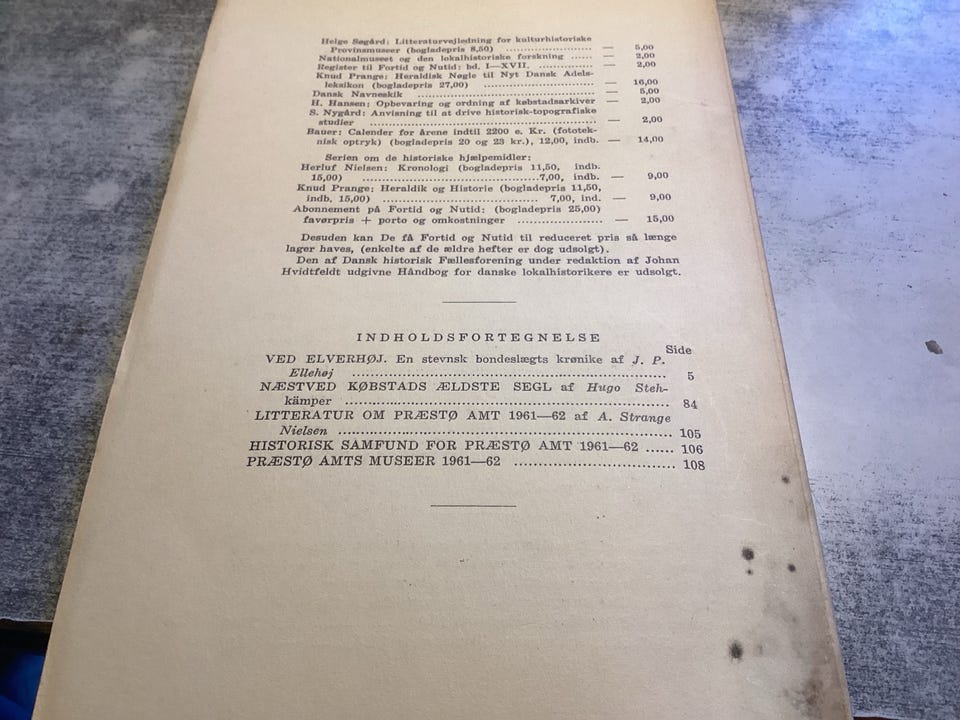 Helge Søgård: Litteraturvejledning for kulturhistoriske
Provinsmuseer (bogladepris 8,50) .................... — 5,00
Nationalmuseet og den lokalhistoriske forskning ...... — 2,00
Register til Fortid og Nutid: bd. I—XVII. ............... — 2,00
Knud Prange: Heraldisk Nøgle til Nyt Dansk Adels-
leksikon (bogladepris 27,00) ......................... — 16,00
Dansk Navneskik ............................................. — 5,00
H. Hansen: Opbevaring og ordning af købstadsarkiver — 2,00
S. Nygård: Anvisning til at drive historisk-topografiske
studier ..................................................... — 2,00
Bauer: Calender for årene indtil 2200 e. Kr. (fototek-
nisk optryk) (bogladepris 20 og 23 kr.), 12,00, indb. — 14,00
Serien om de historiske hjælpemidler:
Herluf Nielsen: Kronologi (bogladepris 11,50, indb.
15,00) .....................................7,00, indb. — 9,00
Knud Prange: Heraldik og Historie (bogladepris 11,50,
indb. 15,00) ................................ 7,00, ind. — 9,00
Abonnement på Fortid og Nutid: (bogladepris 25,00)
favørpris + porto og omkostninger .................. — 15,00
Desuden kan De få Fortid og Nutid til reduceret pris så længe
lager haves, (enkelte af de ældre hefter er dog udsolgt).
Den af Dansk historisk Fællesforening under redaktion af Johan
Hvidtfeldt udgivne Håndbog for danske lokalhistorikere er udsolgt.
INDHOLDSFORTEGNELSE
Side
VED ELVERHØJ. En stevnsk bondeslægts krønike af J. P.
Ellehøj ................................................................. 5
NÆSTVED KØBSTADS ÆLDSTE SEGL af Hugo Steh-
kämper ................................................................ 84
LITTERATUR OM PRÆSTØ AMT 1961—62 af A. Strange
Nielsen ................................................................. 105
HISTORISK SAMFUND FOR PRÆSTØ AMT 1961—62 ...... 106
PRÆSTØ AMTS MUSEER 1961—62 ................................. 108